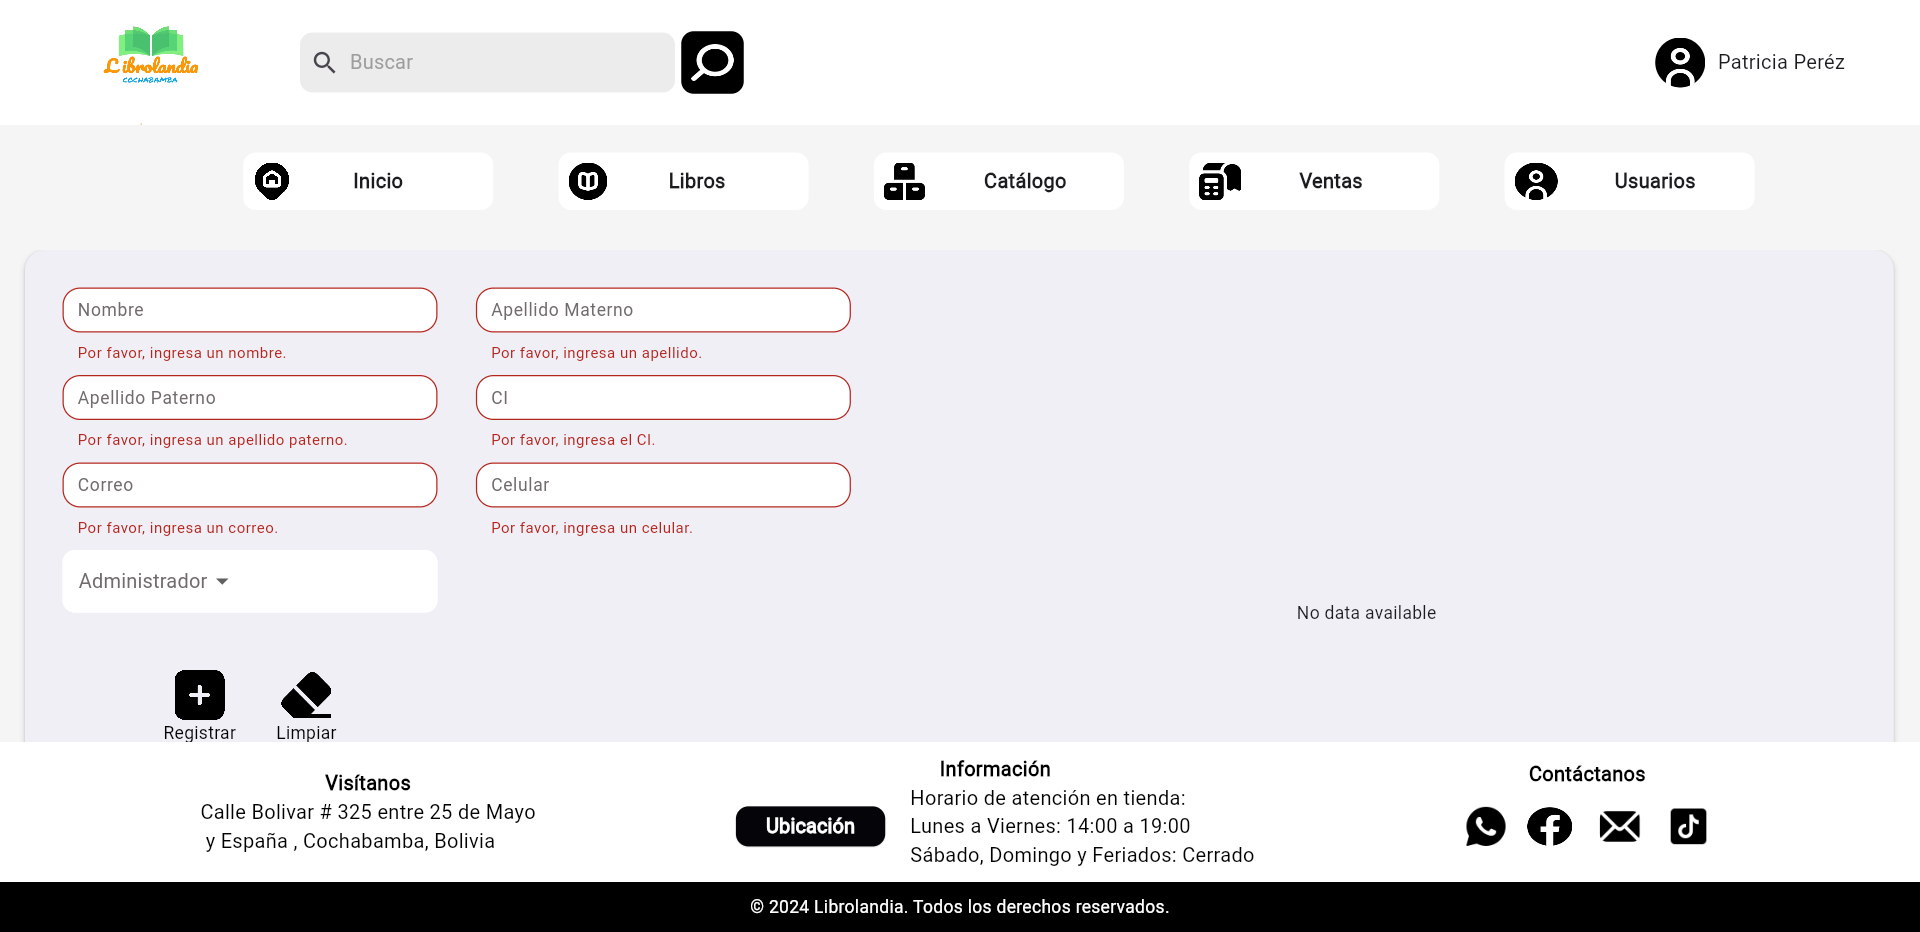 Librolandia
COCHABAMBA
Buscar
Patricia Peréz
Inicio
Libros
Catálogo
Ventas
Usuarios
Nombre
Apellido Materno
Por favor, ingresa un nombre.
Por favor, ingresa un apellido.
Apellido Paterno
CI
Por favor, ingresa un apellido paterno.
Por favor, ingresa el CI.
Correo
Celular
Por favor, ingresa un correo.
Por favor, ingresa un celular.
Administrador
No data available
Registrar
Limpiar
Visítanos
Calle Bolivar # 325 entre 25 de Mayo
y España , Cochabamba, Bolivia
Ubicación
Información
Horario de atención en tienda:
Lunes a Viernes: 14:00 a 19:00
Sábado, Domingo y Feriados: Cerrado
Contáctanos
© 2024 Librolandia. Todos los derechos reservados.